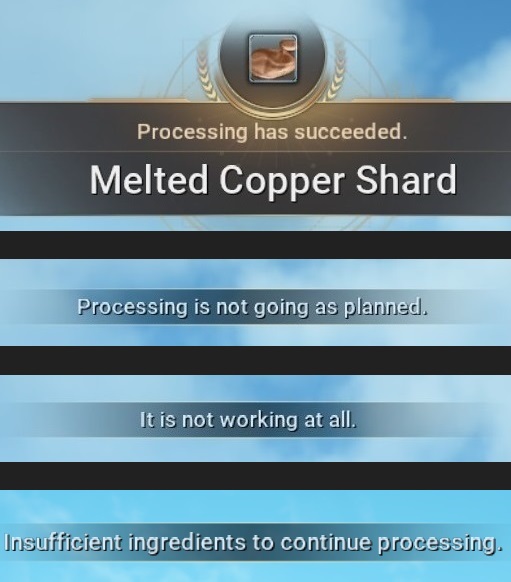 Processing has succeeded.
Melted Copper Shard
Processing is not going as planned.
It is not working at all.
Insufficient ingredients to continue processing.